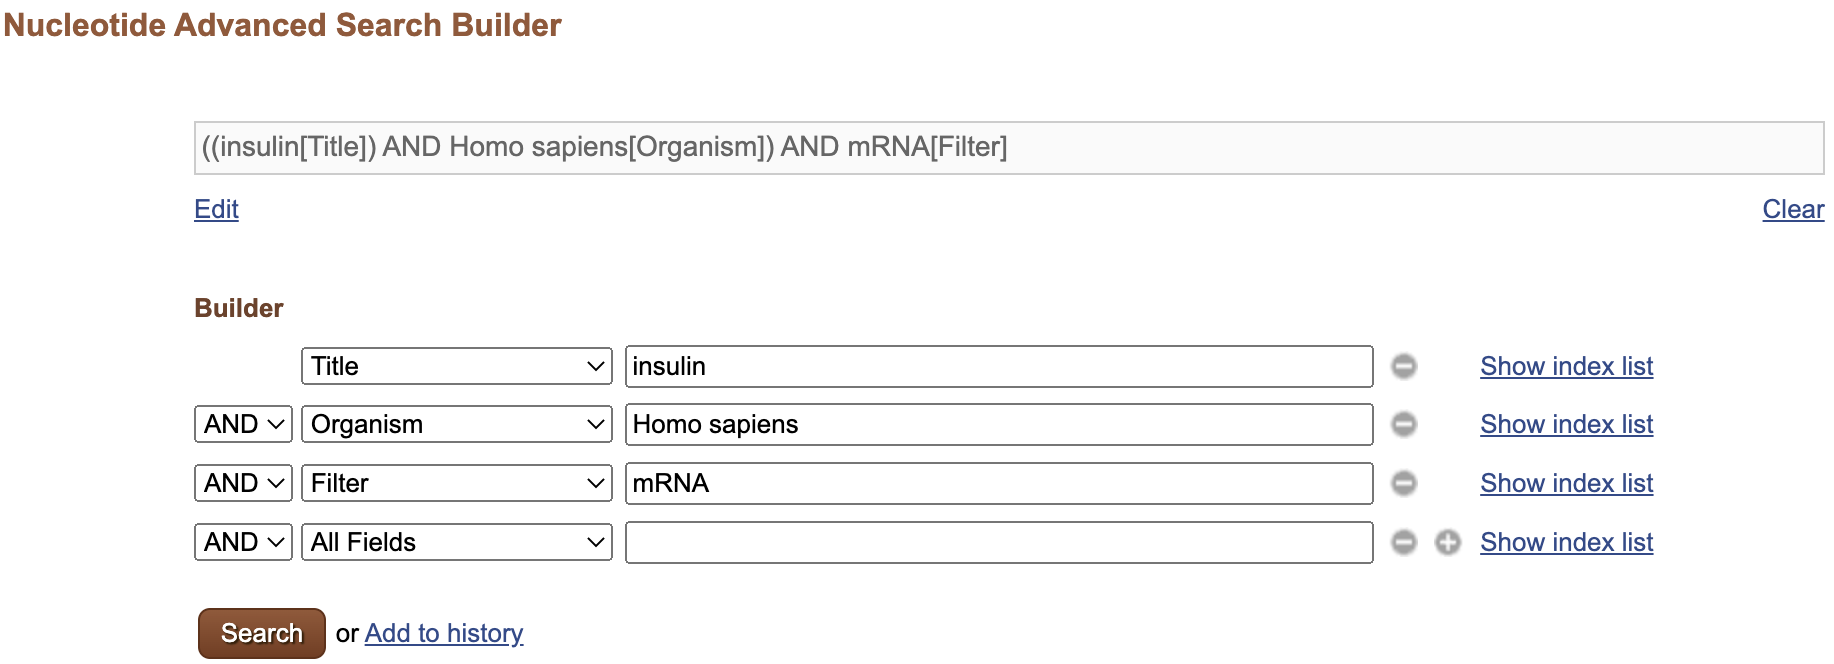 Nucleotide Advanced Search Builder
((insulin[Title]) AND Homo sapiens[Organism]) AND mRNA[Filter]
Edit Clear
Builder
Title insulin Show index list
AND Organism Homo sapiens Show index list
AND Filter mRNA Show index list
AND All Fields Show index list
Search or Add to history